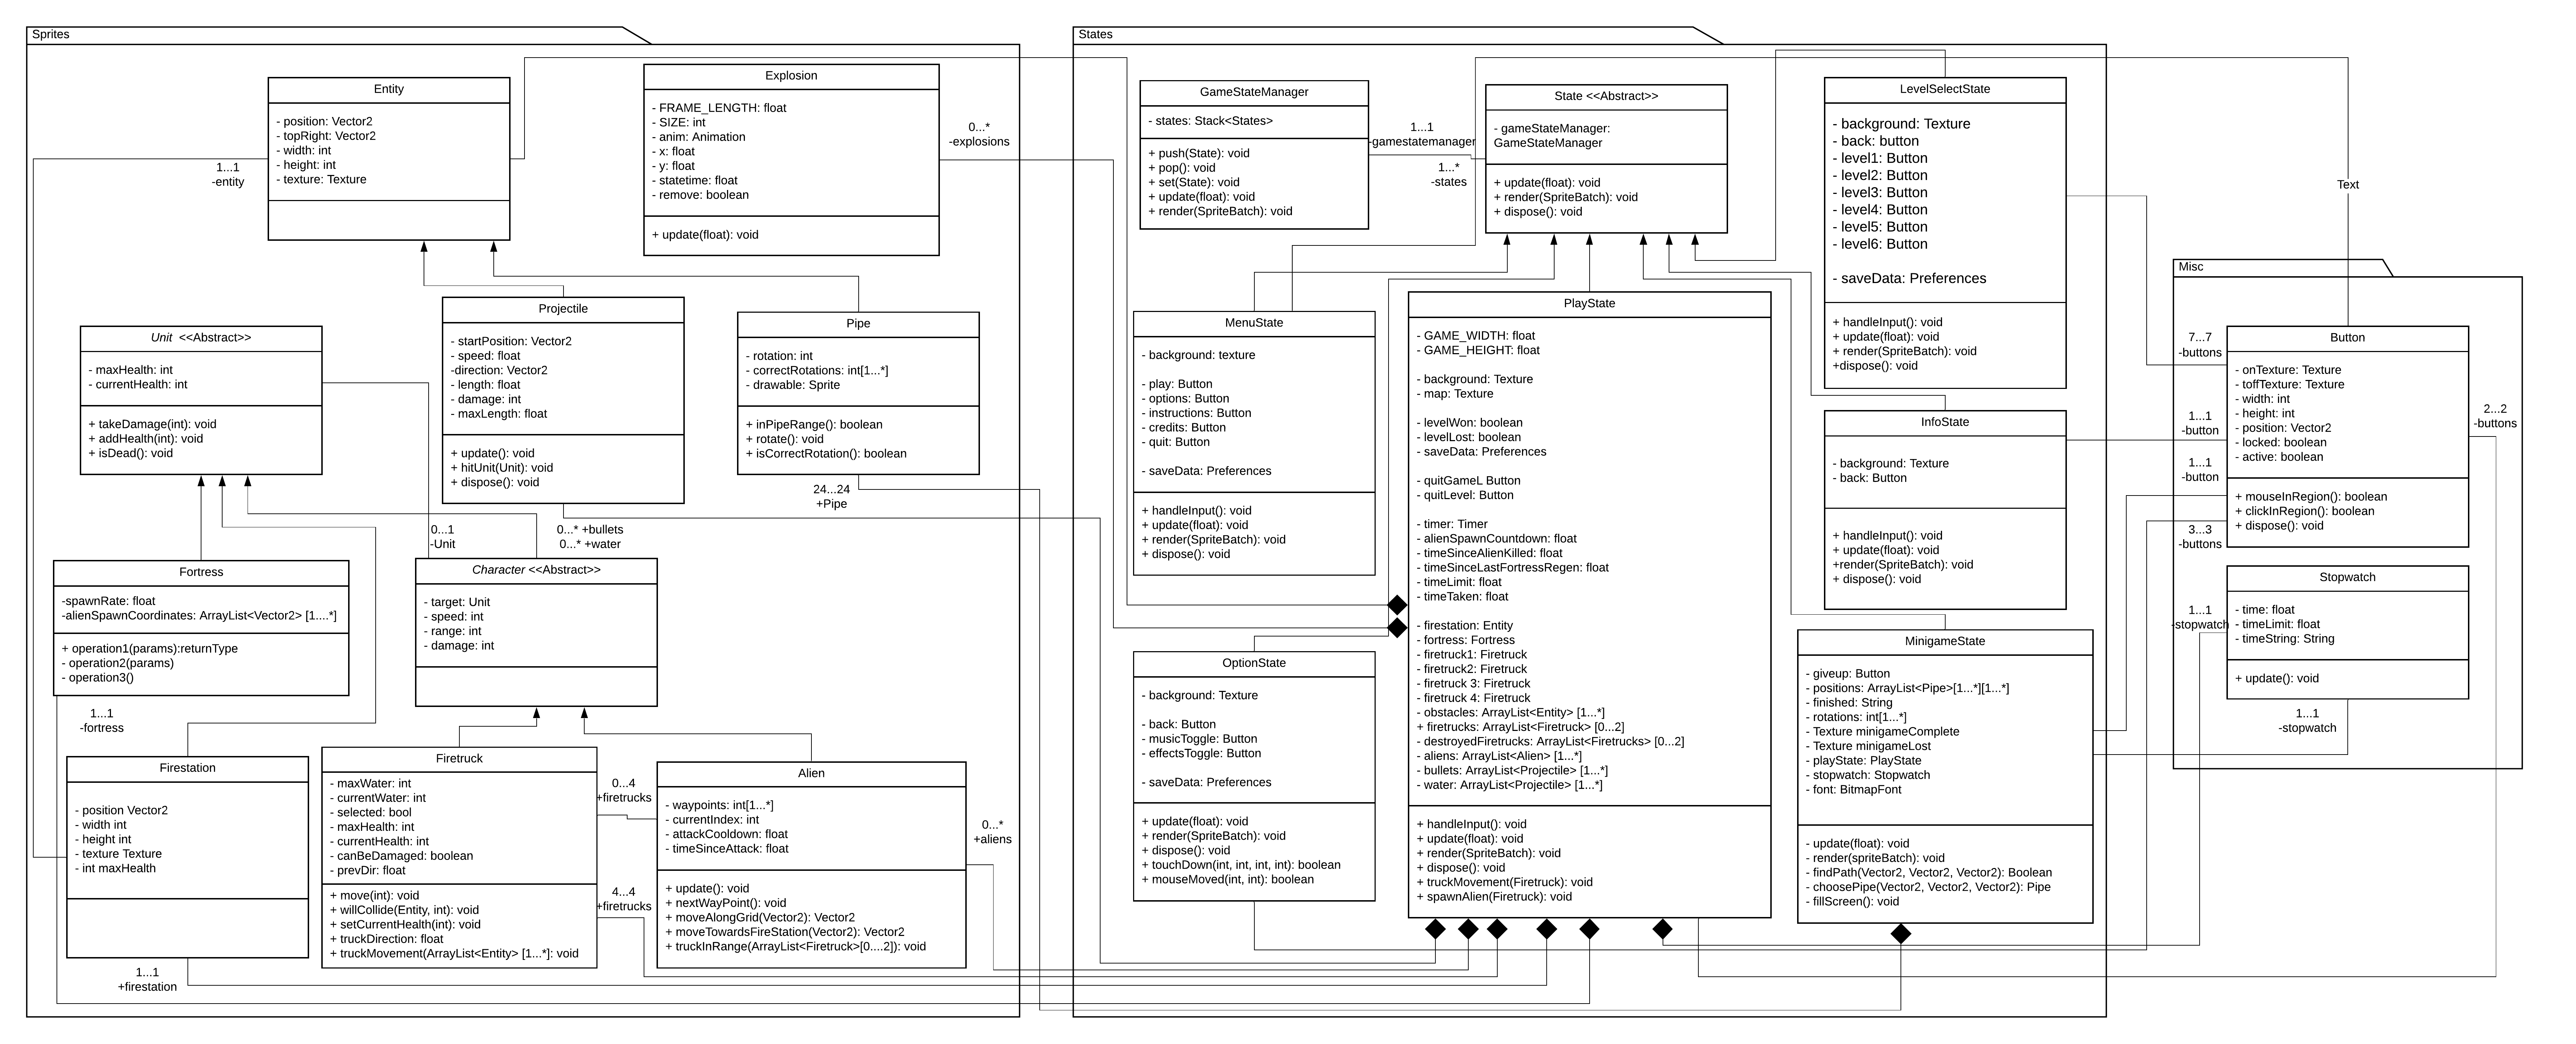 Sprites
Entity
- position: Vector2
- topRight: Vector2
- width: int
- height: int
- texture: Texture
1...1
-entity
Explosion
- FRAME_LENGTH: float
- SIZE: int
- anim: Animation
- x: float
- y: float
- statetime: float
- remove: boolean
+ update(float): void
0...*
-explosions
Unit <<Abstract>>
- maxHealth: int
- currentHealth: int
+ takeDamage(int): void
+ addHealth(int): void
+ isDead(): void
Projectile
- startPosition: Vector2
- speed: float
-direction: Vector2
- length: float
- damage: int
- maxLength: float
+ update(): void
+ hitUnit(Unit): void
+ dispose(): void
Pipe
- rotation: int
- correctRotations: int[1...*]
- drawable: Sprite
+ inPipeRange(): boolean
+ rotate(): void
+ isCorrectRotation(): boolean
24...24
+Pipe
0...1
-Unit
0...* +bullets
0...* +water
Fortress
-spawnRate: float
-alienSpawnCoordinates: ArrayList<Vector2> [1....*]
+ operation1(params):returnType
- operation2(params)
- operation3()
1...1
-fortress
Character <<Abstract>>
- target: Unit
- speed: int
- range: int
- damage: int
Firestation
- position Vector2
- width int
- height int
- texture Texture
- int maxHealth
1...1
+firestation
Firetruck
- maxWater: int
- currentWater: int
- selected: bool
- maxHealth: int
- currentHealth: int
- canBeDamaged: boolean
- prevDir: float
+ move(int): void
+ willCollide(Entity, int): void
+ setCurrentHealth(int): void
+ truckDirection: float
+ truckMovement(ArrayList<Entity> [1...*]: void
0...4
+firetrucks
4...4
+firetrucks
Alien
- waypoints: int[1...*]
- currentIndex: int
- attackCooldown: float
- timeSinceAttack: float
+ update(): void
+ nextWayPoint(): void
+ moveAlongGrid(Vector2): Vector2
+ moveTowardsFireStation(Vector2): Vector2
+ truckInRange(ArrayList<Firetruck>[0....2]): void
0...*
+aliens
States
GameStateManager
- states: Stack<States>
+ push(State): void
+ pop(): void
+ set(State): void
+ update(float): void
+ render(SpriteBatch): void
1...1
-gamestatemanager
1...*
-states
State <<Abstract>>
- gameStateManager:
GameStateManager
+ update(float): void
+ render(SpriteBatch): void
+ dispose(): void
LevelSelectState
- background: Texture
- back: button
- level1: Button
- level2: Button
- level3: Button
- level4: Button
- level5: Button
- level6: Button
- saveData: Preferences
+ handleInput(): void
+ update(float): void
+ render(SpriteBatch): void
+dispose(): void
MenuState
- background: texture
- play: Button
- options: Button
- instructions: Button
- credits: Button
- quit: Button
- saveData: Preferences
+ handleInput(): void
+ update(float): void
+ render(SpriteBatch): void
+ dispose(): void
PlayState
- GAME_WIDTH: float
- GAME_HEIGHT: float
- background: Texture
- map: Texture
- levelWon: boolean
- levelLost: boolean
- saveData: Preferences
- quitGameL Button
- quitLevel: Button
- timer: Timer
- alienSpawnCountdown: float
- timeSinceAlienKilled: float
- timeSinceLastFortressRegen: float
- timeLimit: float
- timeTaken: float
- firestation: Entity
- fortress: Fortress
- firetruck1: Firetruck
- firetruck2: Firetruck
- firetruck 3: Firetruck
- firetruck 4: Firetruck
- obstacles: ArrayList<Entity> [1...*]
+ firetrucks: ArrayList<Firetruck> [0...2]
- destroyedFiretrucks: ArrayList<Firetrucks> [0...2]
- aliens: ArrayList<Alien> [1...*]
- bullets: ArrayList<Projectile> [1...*]
- water: ArrayList<Projectile> [1...*]
+ handleInput(): void
+ update(float): void
+ render(SpriteBatch): void
+ dispose(): void
+ truckMovement(Firetruck): void
+ spawnAlien(Firetruck): void
OptionState
- background: Texture
- back: Button
- musicToggle: Button
- effectsToggle: Button
- saveData: Preferences
+ update(float): void
+ render(SpriteBatch): void
+ dispose(): void
+ touchDown(int, int, int, int): boolean
+ mouseMoved(int, int): boolean
InfoState
- background: Texture
- back: Button
+ handleInput(): void
+ update(float): void
+render(SpriteBatch): void
+ dispose(): void
MinigameState
- giveup: Button
- positions: ArrayList<Pipe>[1...*][1...*]
- finished: String
- rotations: int[1...*]
- Texture minigameComplete
- Texture minigameLost
- playState: PlayState
- stopwatch: Stopwatch
- font: BitmapFont
- update(float): void
- render(spriteBatch): void
- findPath(Vector2, Vector2, Vector2): Boolean
- choosePipe(Vector2, Vector2, Vector2): Pipe
- fillScreen(): void
Text
Misc
7...7
-buttons
1...1
-button
1...1
-button
3...3
-buttons
2...2
-buttons
Button
- onTexture: Texture
- toffTexture: Texture
- width: int
- height: int
- position: Vector2
- locked: boolean
- active: boolean
+ mouseInRegion(): boolean
+ clickInRegion(): boolean
+ dispose(): void
1...1
-stopwatch
Stopwatch
- time: float
- timeLimit: float
- timeString: String
+ update(): void
1...1
-stopwatch